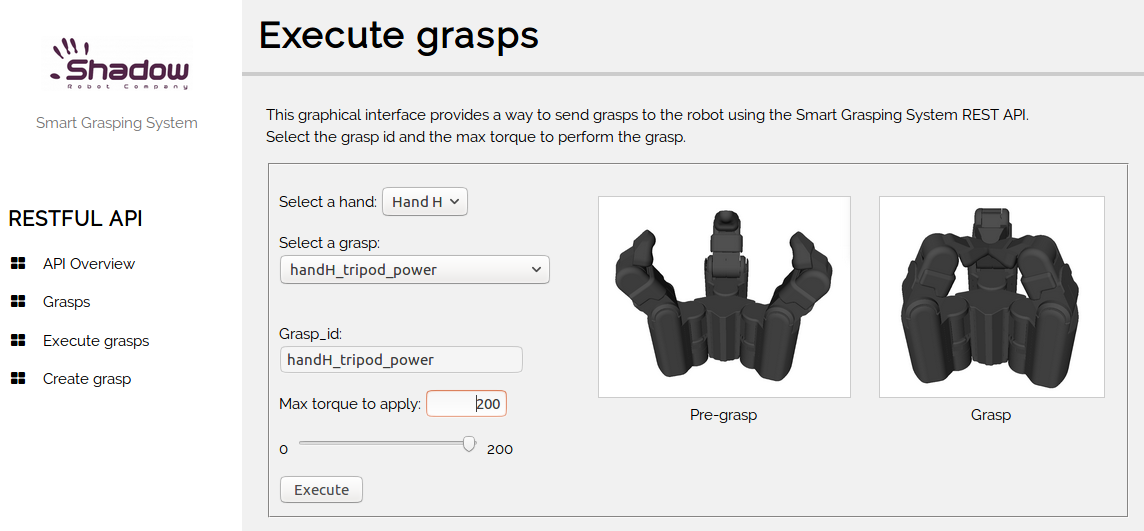 Shadow
Robot Company
Smart Grasping System
RESTFUL API
API Overview
Grasps
Execute grasps
Create grasp
Execute grasps
This graphical interface provides a way to send grasps to the robot using the Smart Grasping System REST API.
Select the grasp id and the max torque to perform the grasp.
Select a hand: Hand H
Select a grasp:
handH_tripod_power
Grasp_id:
handH_tripod_power
Max torque to apply: 200
0 200
Execute
Pre-grasp
Grasp